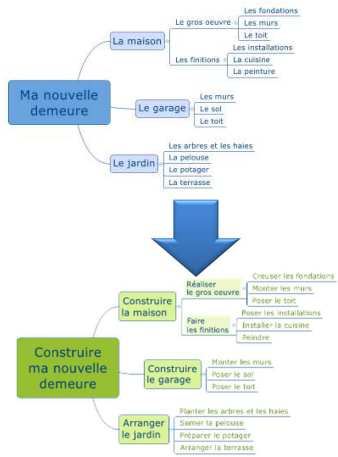 Ma nouvelle
demeure
La maison
Le gros oeuvre
Les fondations
Les murs
Le toit
Les finitions
Les installations
La cuisine
La peinture
Le garage
Les murs
Le sol
Le toit
Le jardin
Les arbres et les haies
La pelouse
Le potager
La terrasse
Construire
ma nouvelle
demeure
Construire
la maison
Réaliser
le gros oeuvre
Creuser les fondations
Monter les murs
Poser le toit
Faire
les finitions
Poser les installations
Installer la cuisine
Peindre
Construire
le garage
Monter les murs
Poser le sol
Poser le toit
Arranger
le jardin
Planter les arbres et les haies
Semer la pelouse
Préparer le potager
Arranger la terrasse